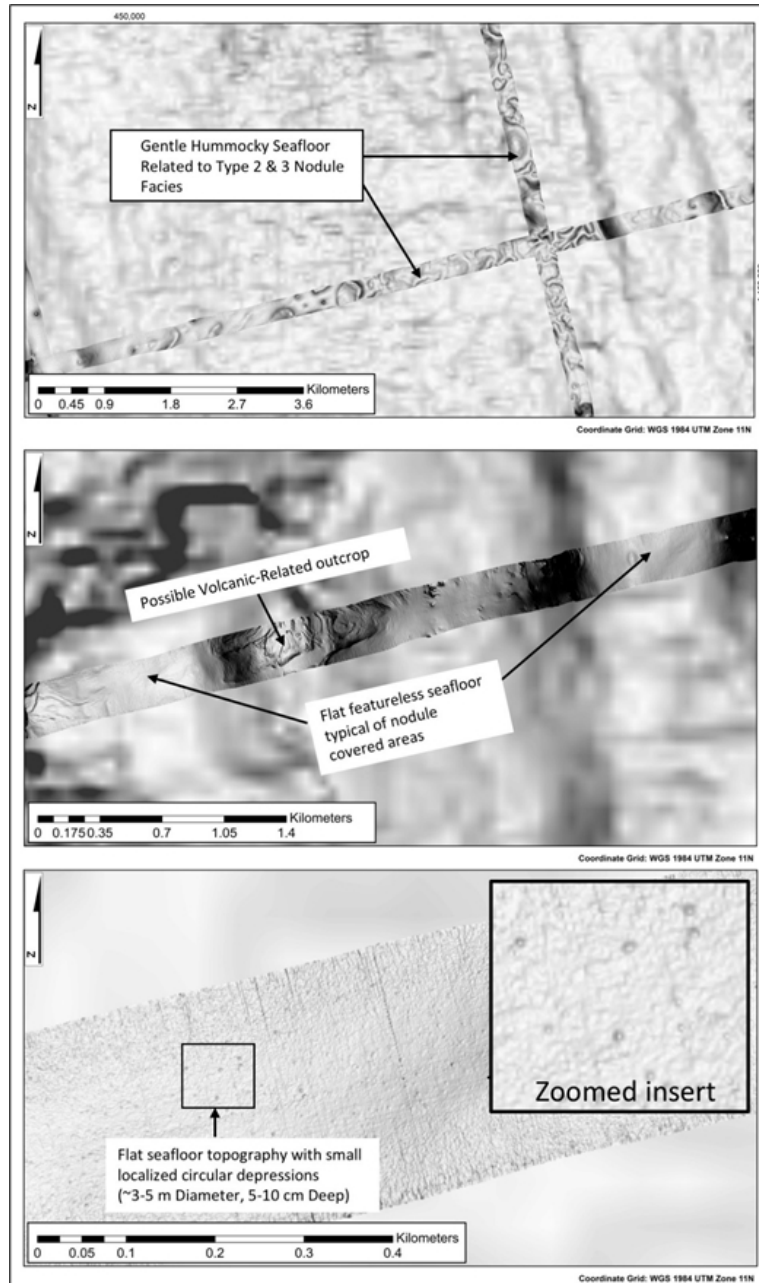 450,000
N
Gentle Hummocky Seafloor
Related to Type 2 & 3 Nodule
Facies
Kilometers
0 0.45 0.9 1.8 2.7 3.6
Coordinate Grid: WGS 1984 UTM Zone 11N
N
Possible Volcanic-Related outcrop
Flat featureless seafloor
typical of nodule
covered areas
Kilometers
0 0.175 0.35 0.7 1.05 1.4
Coordinate Grid: WGS 1984 UTM Zone 11N
N
Zoomed insert
Flat seafloor topography with small
localized circular depressions
(~3-5 m Diameter, 5-10 cm Deep)
Kilometers
0 0.05 0.1 0.2 0.3 0.4
Coordinate Grid: WGS 1984 UTM Zone 11N